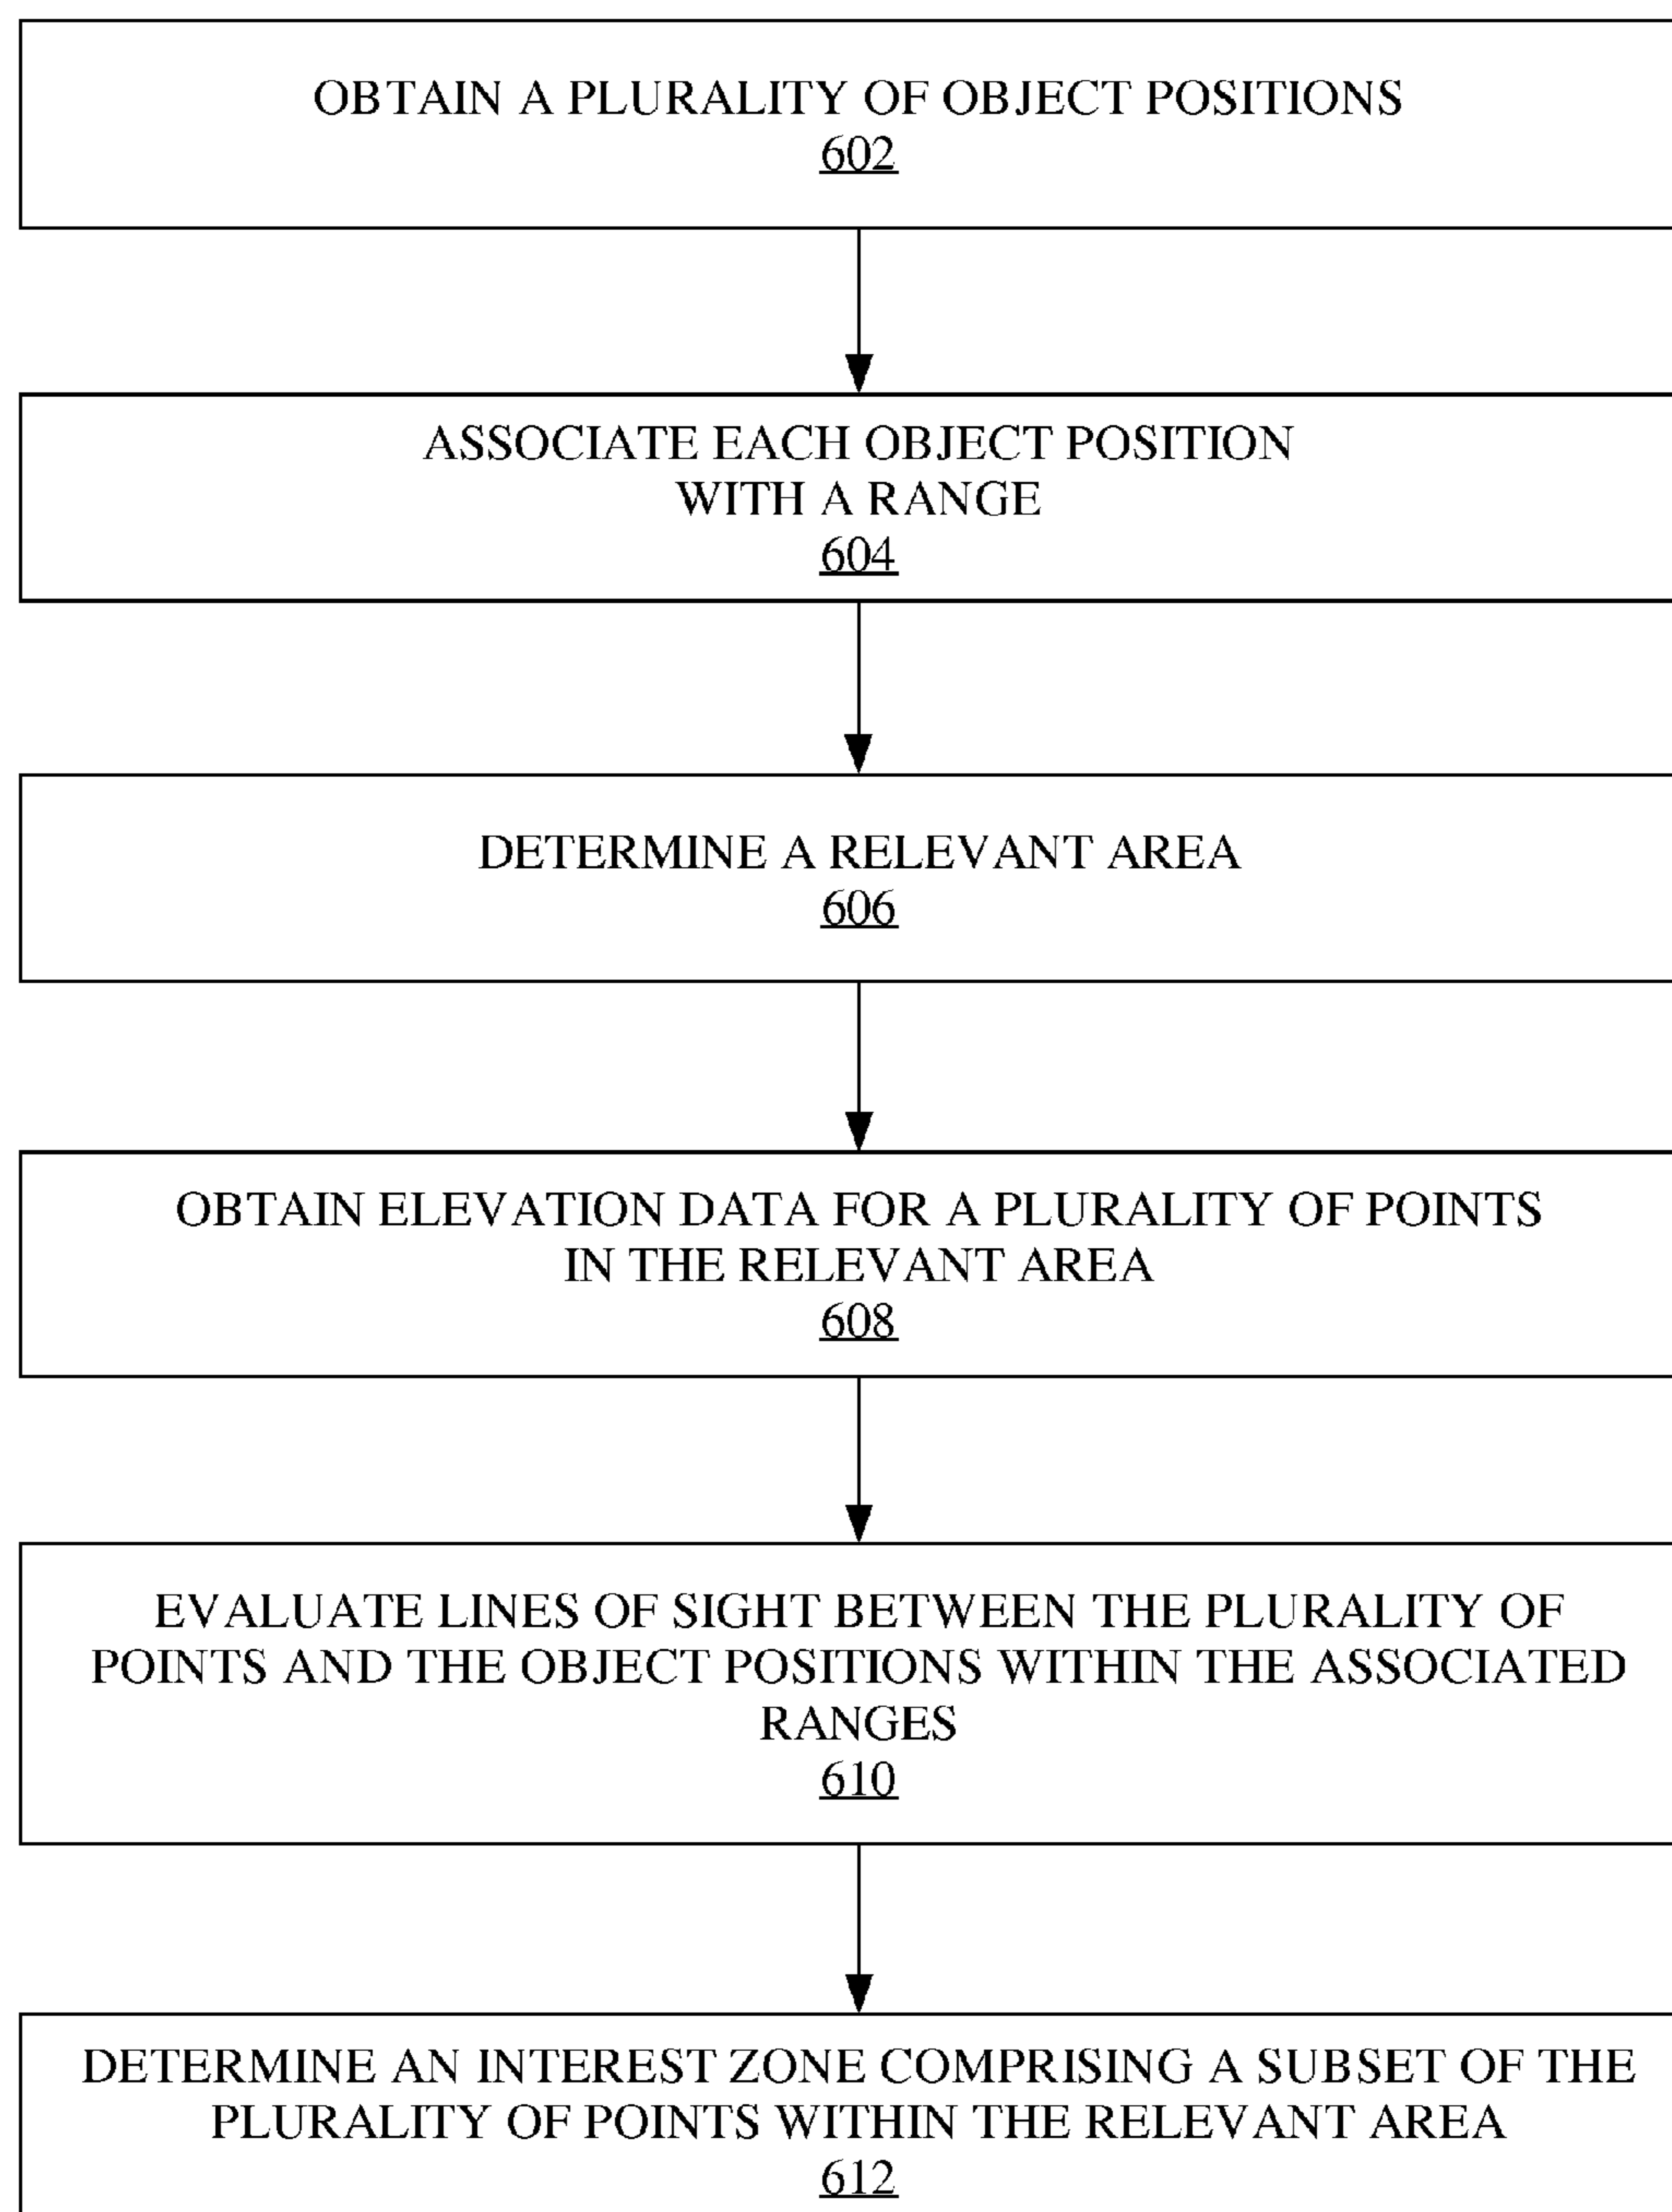 OBTAIN A PLURALITY OF OBJECT POSITIONS
602
ASSOCIATE EACH OBJECT POSITION
WITH A RANGE
604
DETERMINE A RELEVANT AREA
606
OBTAIN ELEVATION DATA FOR A PLURALITY OF POINTS
IN THE RELEVANT AREA
608
EVALUATE LINES OF SIGHT BETWEEN THE PLURALITY OF
POINTS AND THE OBJECT POSITIONS WITHIN THE ASSOCIATED
RANGES
610
DETERMINE AN INTEREST ZONE COMPRISING A SUBSET OF THE
PLURALITY OF POINTS WITHIN THE RELEVANT AREA
612